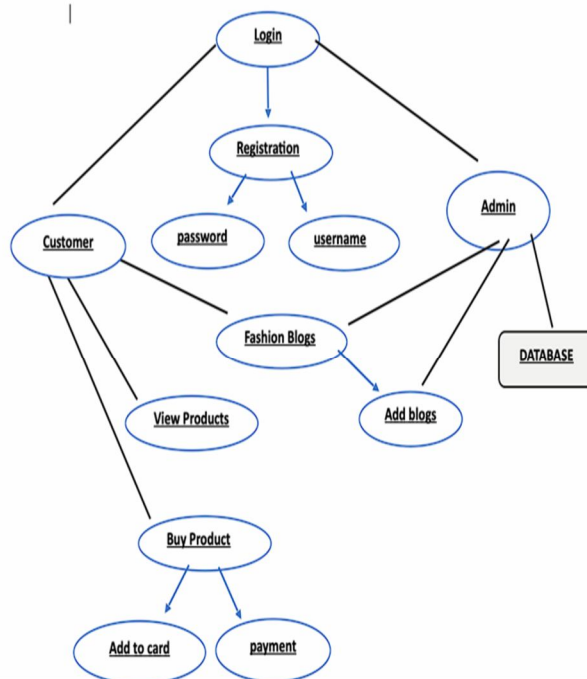 Login
Registration
Admin
password
username
Customer
Fashion Blogs
DATABASE
View Products
Add blogs
Buy Product
Add to card
payment